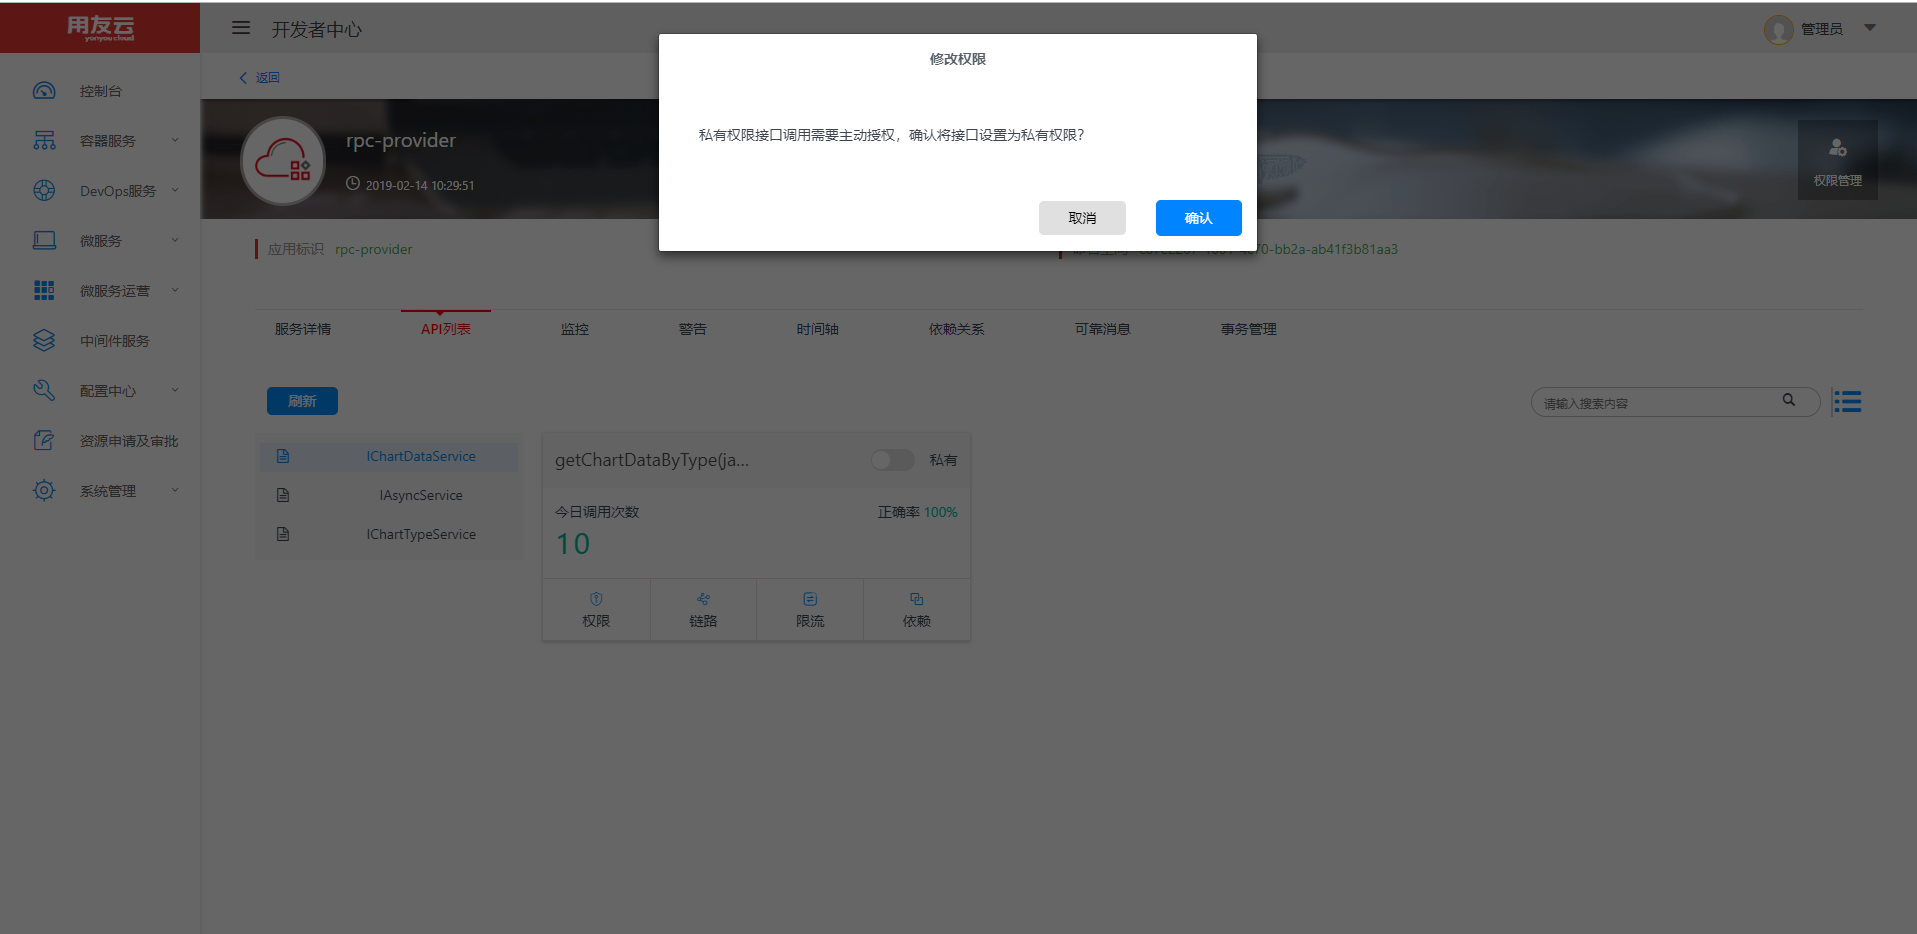 用友云
yonyou cloud
开发者中心
管理员
控制台
容器服务
DevOps服务
微服务
微服务运营
中间件服务
配置中心
资源申请及审批
系统管理
返回
rpc-provider
2019-02-14 10:29:51
权限管理
修改权限
私有权限接口调用需要主动授权，确认将接口设置为私有权限？
取消
确认
应用标识 rpc-provider
70-bb2a-ab41f3b81aa3
服务详情 API列表 监控 警告 时间轴 依赖关系 可靠消息 事务管理
刷新
请输入搜索内容
IChartDataService
IAsyncService
IChartTypeService
getChartDataByType(ja...
私有
今日调用次数
正确率 100%
10
权限 链路 限流 依赖